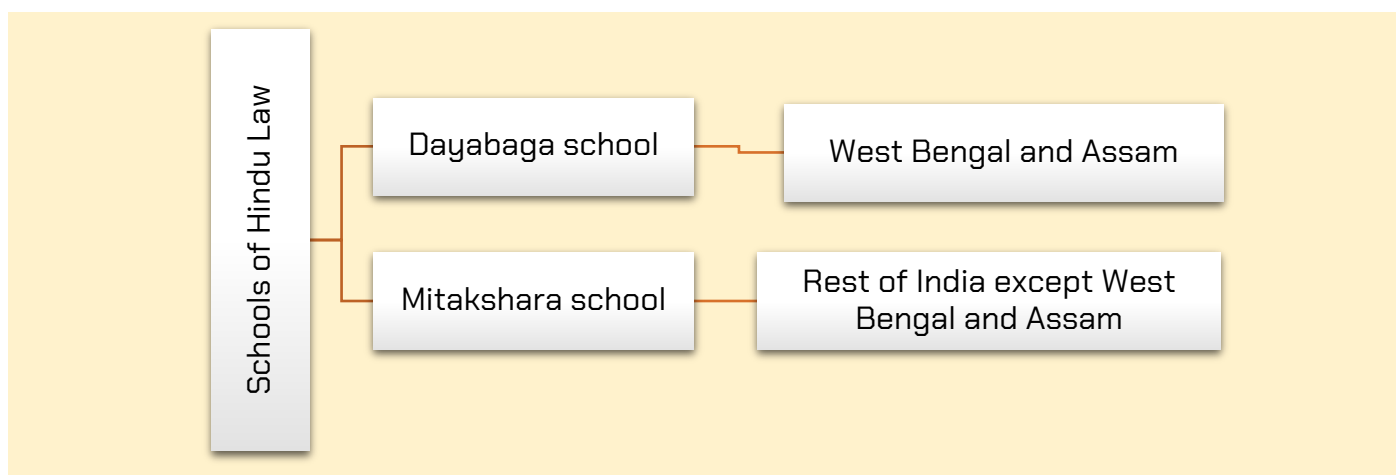 Schools of Hindu Law
Dayabaga school
West Bengal and Assam
Mitakshara school
Rest of India except West
Bengal and Assam